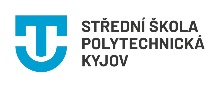 STŘEDNÍ ŠKOLA
POLYTECHNICKÁ
KYJOV